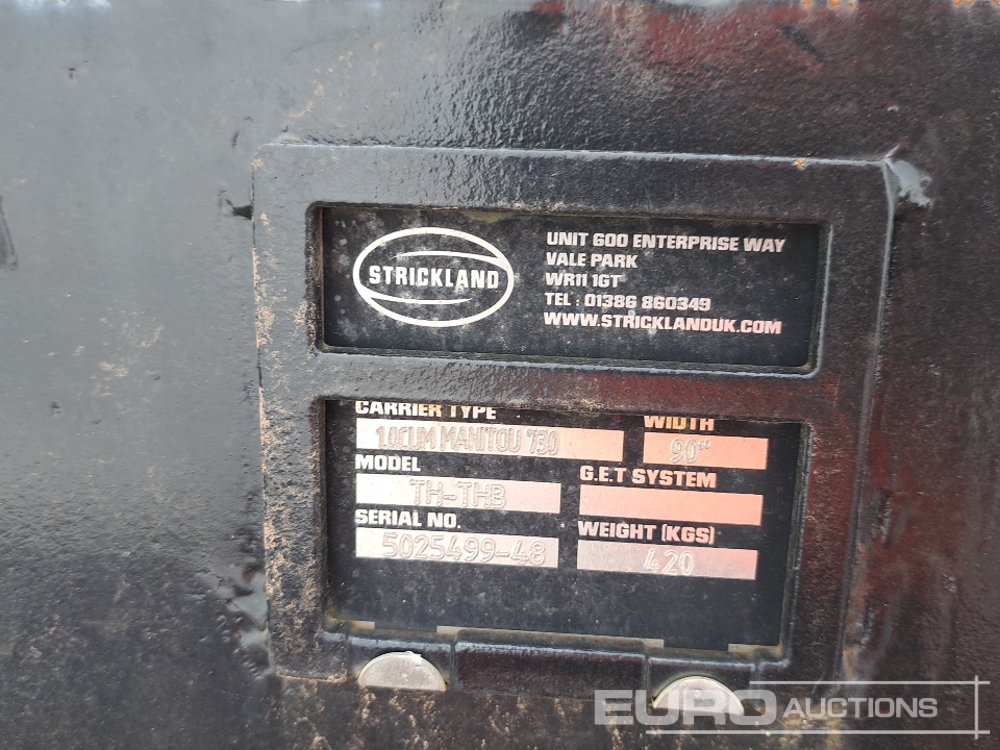 STRICKLAND
UNIT 600 ENTERPRISE WAY
VALE PARK
WR11 1GT
TEL : 01386 860349
WWW.STRICKLANDUK.COM
CARRIER TYPE
1.0CUM MANITOU 730
WIDTH
90"
MODEL
TH-THB
G.E.T SYSTEM
SERIAL NO.
5025499-48
WEIGHT (KGS)
420
EURO AUCTIONS